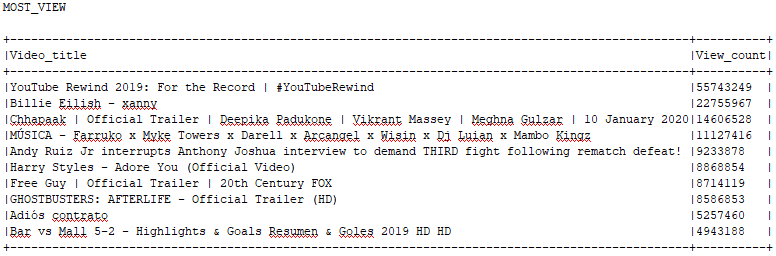 MOST_VIEW
+-----------------------------------------------------------------------------------------------+----------+
|Video_title |View_count|
+-----------------------------------------------------------------------------------------------+----------+
|YouTube Rewind 2019: For the Record | #YouTubeRewind |55743249 |
|Billie Eilish - xanny |22755967 |
|Chhapaak | Official Trailer | Deepika Padukone | Vikrant Massey | Meghna Gulzar | 10 January 2020|14606528 |
|MÚSICA - Farruko x Myke Towers x Darell x Arcangel x Wisin x Dj Luian x Mambo Kingz |11127416 |
|Andy Ruiz Jr interrupts Anthony Joshua interview to demand THIRD fight following rematch defeat! |9233878 |
|Harry Styles - Adore You (Official Video) |8868854 |
|Free Guy | Official Trailer | 20th Century FOX |8714119 |
|GHOSTBUSTERS: AFTERLIFE - Official Trailer (HD) |8586853 |
|Adiós contrato |5257460 |
|Bar vs Mall 5-2 - Highlights & Goals Resumen & Goles 2019 HD HD |4943188 |
+-----------------------------------------------------------------------------------------------+----------+